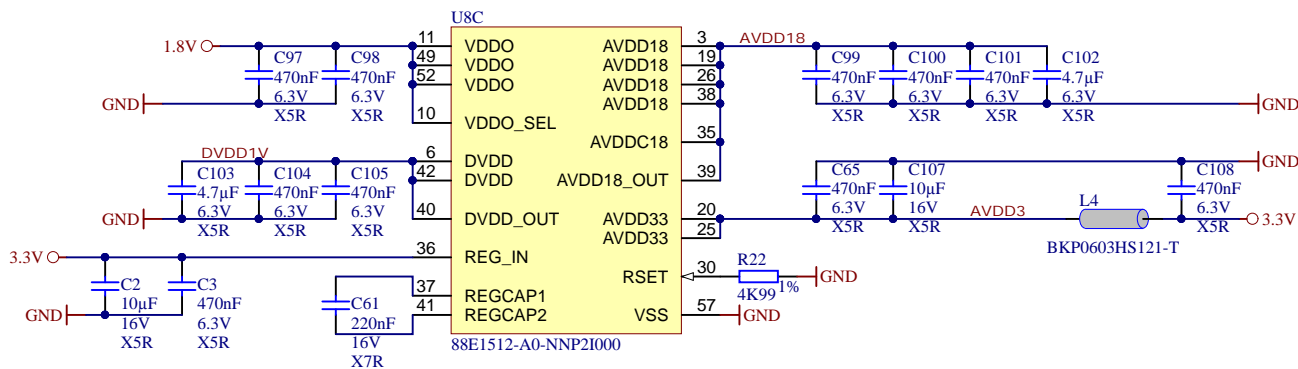 U8C
1.8V
C97
470nF
6.3V
X5R
C98
470nF
6.3V
X5R
GND
11
49
52
10
VDDO
VDDO
VDDO
VDDO_SEL
DVDD1V
C103
4.7µF
6.3V
X5R
C104
470nF
6.3V
X5R
C105
470nF
6.3V
X5R
GND
6
42
40
DVDD
DVDD
DVDD_OUT
3.3V
36
REG_IN
C2
10µF
16V
X5R
C3
470nF
6.3V
X5R
GND
C61
220nF
16V
X7R
37
41
REGCAP1
REGCAP2
88E1512-A0-NNP2I000
AVDD18
AVDD18
AVDD18
AVDD18
AVDDC18
AVDD18_OUT
AVDD33
AVDD33
RSET
VSS
3
19
26
38
35
39
20
25
30
57
AVDD18
C99
470nF
6.3V
X5R
C100
470nF
6.3V
X5R
C101
470nF
6.3V
X5R
C102
4.7µF
6.3V
X5R
GND
C65
470nF
6.3V
X5R
C107
10µF
16V
X5R
GND
C108
470nF
6.3V
X5R
AVDD3
L4
BKP0603HS121-T
3.3V
R22
4K99
1%
GND
GND